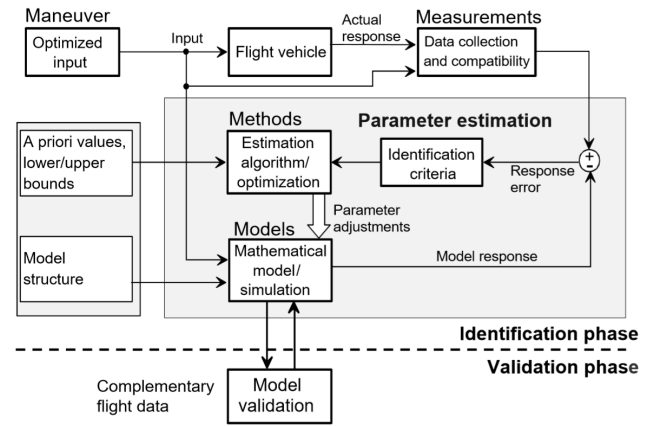 Maneuver
Optimized
input
Input
Flight vehicle
Actual
response
Measurements
Data collection
and compatibility
Methods
Parameter estimation
A priori values,
lower/upper
bounds
Estimation
algorithm/
optimization
Identification
criteria
+
-
Response
error
Parameter
adjustments
Models
Model
structure
Mathematical
model/
simulation
Model response
Identification phase
Validation phase
Complementary
flight data
Model
validation